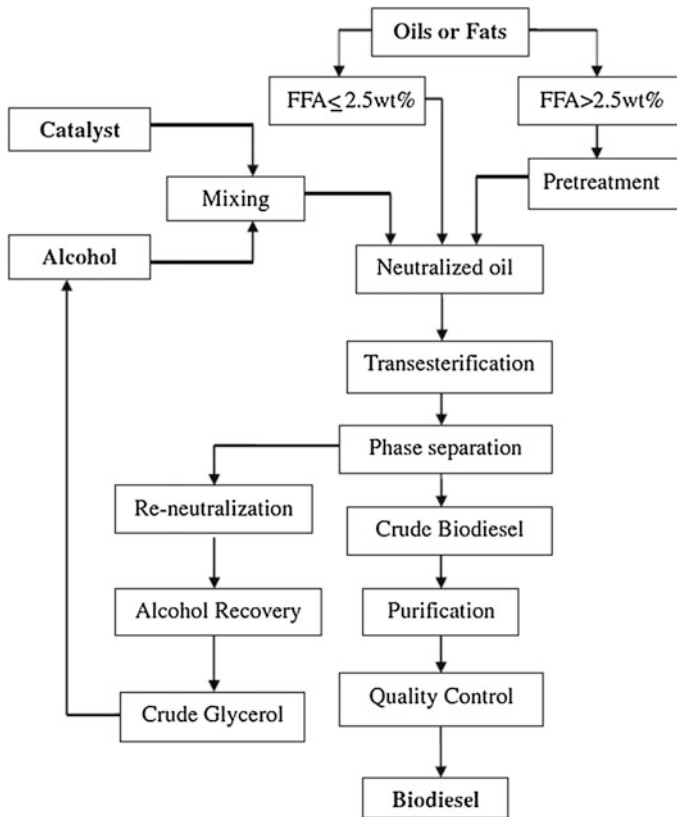 Oils or Fats
FFA≤2.5wt%
FFA>2.5wt%
Catalyst
Pretreatment
Mixing
Alcohol
Neutralized oil
Transesterification
Phase separation
Re-neutralization
Crude Biodiesel
Alcohol Recovery
Purification
Crude Glycerol
Quality Control
Biodiesel